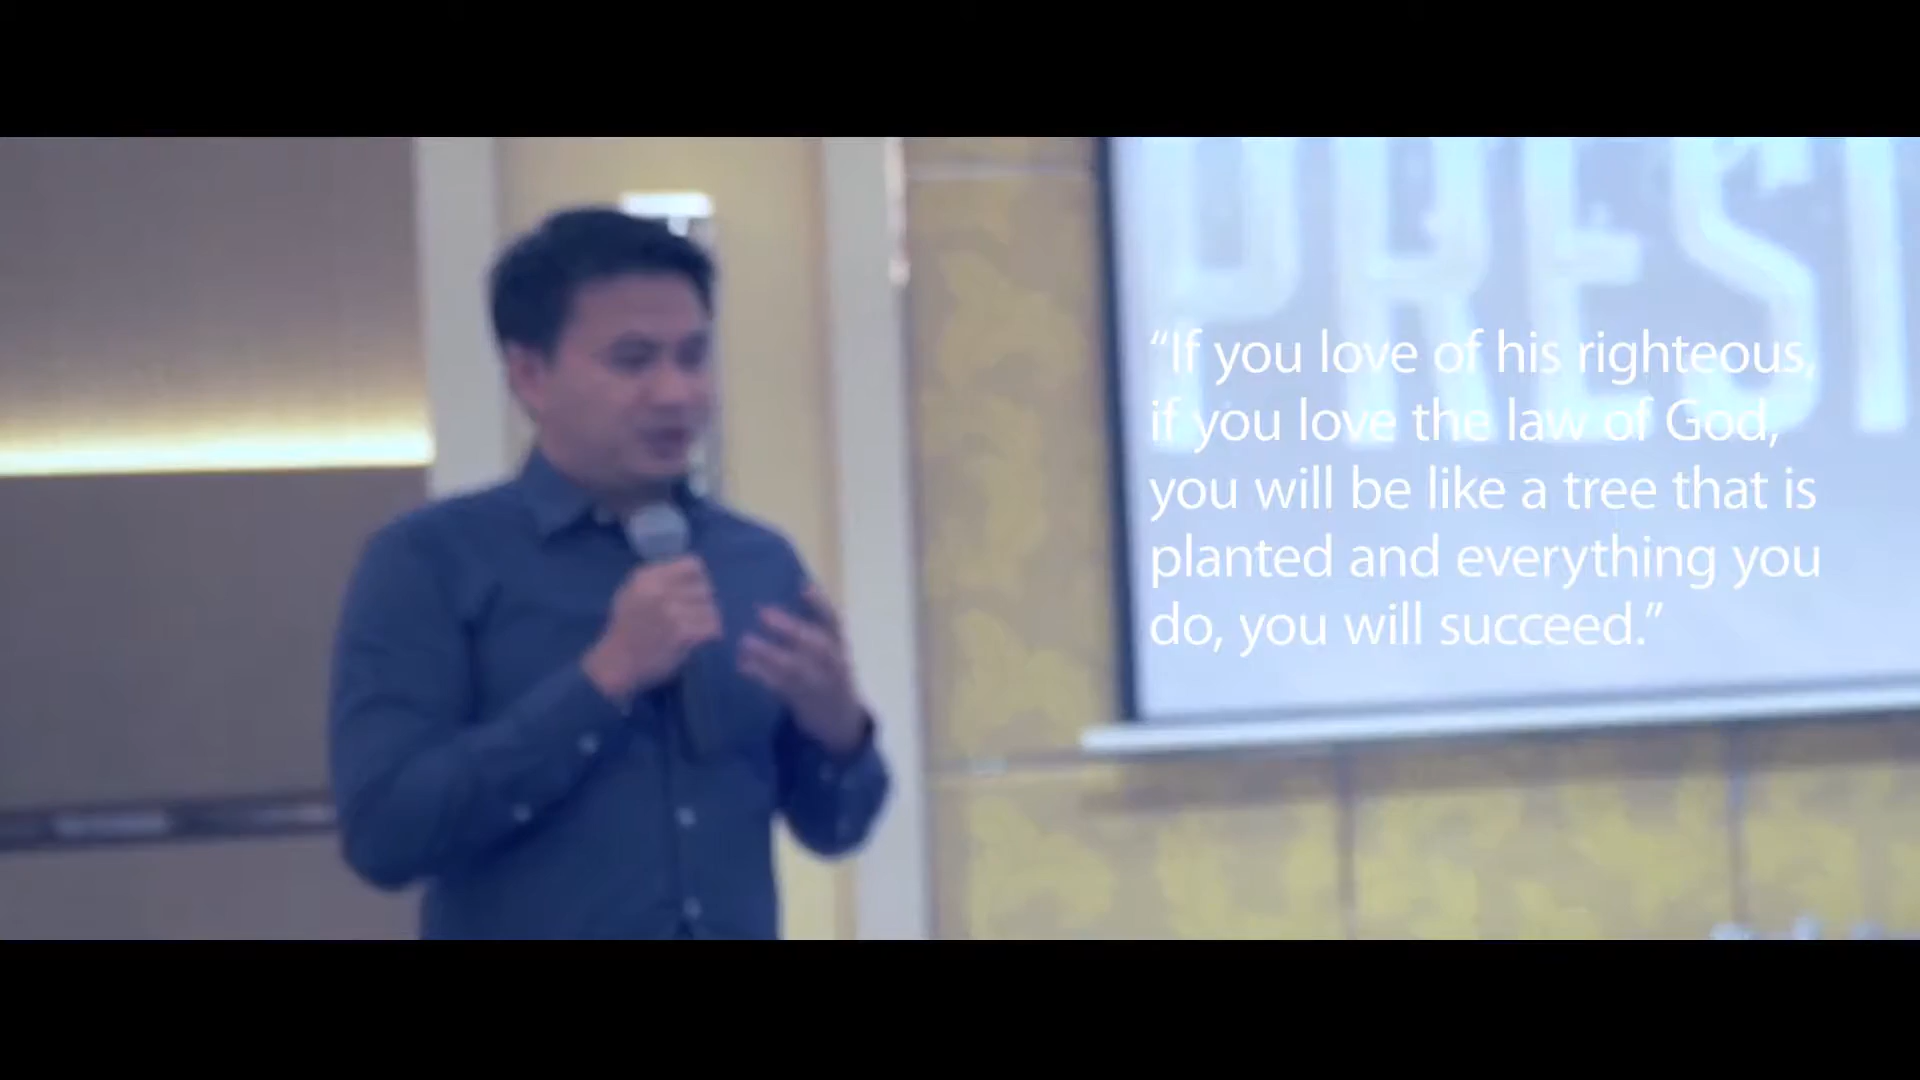 PRESI
“If you love of his righteous,
if you love the law of God,
you will be like a tree that is
planted and everything you
do, you will succeed.”